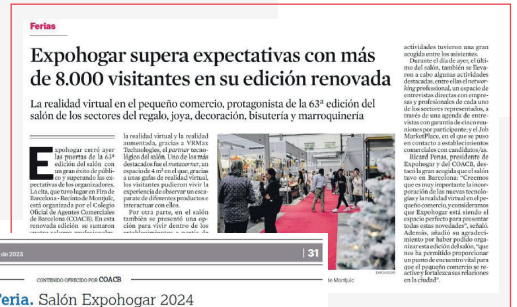 Ferias
Expohogar supera expectativas con más
de 8.000 visitantes en su edición renovada
La realidad virtual en el pequeño comercio, protagonista de la 63ª edición del
salón de los sectores del regalo, joya, decoración, bisutería y marroquinería
Expohogar cerró ayer
las puertas de la 63ª
edición del salón con
un gran éxito de públi-
co y superando las ex-
pectativas de los organizadores.
La cita, que tuvo lugar en Fira de
Barcelona - Recinto de Montjuïc,
está organizada por el Colegio
Oficial de Agentes Comerciales
de Barcelona (COACB). En esta
renovada edición se sumaron
la realidad virtual y la realidad
aumentada, gracias a VRMax
Technologies, el partner tecno-
lógico del salón. Uno de los más
destacados fue el metacorner, un
espacio de 4 m² en el que, gracias
a unas gafas de realidad virtual,
los visitantes pudieron vivir la
experiencia de observar un esca-
parate de diferentes productos e
interactuar con ellos.
Por otra parte, en el salón
también se presentó una op-
ción para vivir dentro de los
actividades tuvieron una gran
acogida entre los asistentes.
Durante el día de ayer, el últi-
mo del salón, también se lleva-
ron a cabo algunas actividades
destacadas, entre ellas el networ-
king profesional, un espacio de
entrevistas directas con empre-
sas y profesionales de cada uno
de los sectores representados, a
través de una agenda de entre-
vistas con garantía de cinco reu-
niones por participante; y el Job
MarketPlace, en el que se puso
en contacto a establecimientos
comerciales con candidatos/as.
Ricard Penas, presidente de
Expohogar y del COACB, des-
tacó la gran acogida que el salón
tuvo en Barcelona: "Creemos
que es muy importante la incor-
poración de las nuevas tecnolo-
gías y la realidad virtual en el pe-
queño comercio, y consideramos
que Expohogar está siendo el
espacio perfecto para presentar
todas estas novedades", señaló.
Además, añadió su agradeci-
miento por haber podido orga-
nizar esta edición del salón, "que
nos ha permitido proporcionar
un punto de encuentro vital para
que el pequeño comercio se re-
active y fortalezca sus relaciones
en la ciudad".
EXPOHOGAR
de Montjuïc
de 2023
31
CONTENIDO OFRECIDO POR COACB
Feria. Salón Expohogar 2024